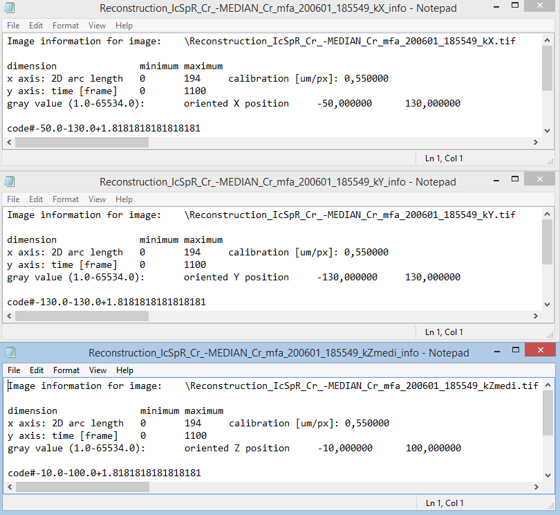 Reconstruction_IcSpR_Cr_-MEDIAN_Cr_mfa_200601_185549_kX_info - Notepad
File Edit Format View Help
Image information for image: \Reconstruction_IcSpR_Cr_-MEDIAN_Cr_mfa_200601_185549_kX.tif
dimension minimum maximum
x axis: 2D arc length 0 194 calibration [um/px]: 0,550000
y axis: time [frame] 0 1100
gray value (1.0-65534.0): oriented X position -50,000000 130,000000
code#-50.0-130.0+1.8181818181818181
Ln 1, Col 1
Reconstruction_IcSpR_Cr_-MEDIAN_Cr_mfa_200601_185549_kY_info - Notepad
File Edit Format View Help
Image information for image: \Reconstruction_IcSpR_Cr_-MEDIAN_Cr_mfa_200601_185549_kY.tif
dimension minimum maximum
x axis: 2D arc length 0 194 calibration [um/px]: 0,550000
y axis: time [frame] 0 1100
gray value (1.0-65534.0): oriented Y position -130,000000 130,000000
code#-130.0-130.0+1.8181818181818181
Ln 1, Col 1
Reconstruction_IcSpR_Cr_-MEDIAN_Cr_mfa_200601_185549_kZmedi_info - Notepad
File Edit Format View Help
Image information for image: \Reconstruction_IcSpR_Cr_-MEDIAN_Cr_mfa_200601_185549_kZmedi.tif
dimension minimum maximum
x axis: 2D arc length 0 194 calibration [um/px]: 0,550000
y axis: time [frame] 0 1100
gray value (1.0-65534.0): oriented Z position -10,000000 100,000000
code#-10.0-100.0+1.8181818181818181
Ln 1, Col 1